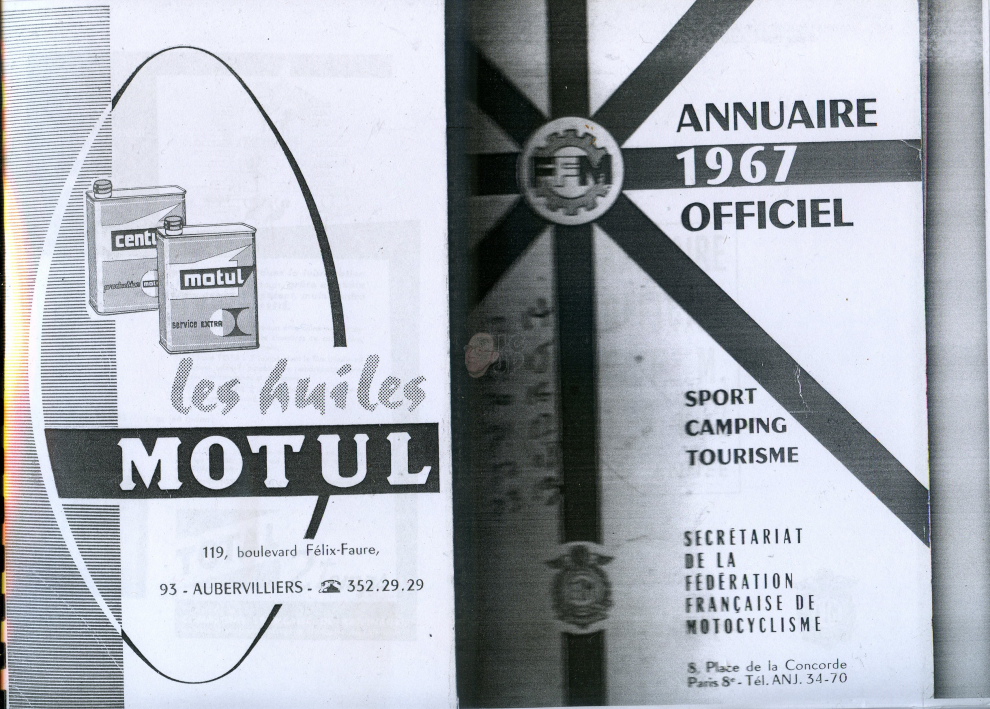 centu
motul
motul
service EXTRA
les huiles
MOTUL
119, boulevard Félix-Faure,
93 - AUBERVILLIERS - ☎ 352.29.29
FFM
ANNUAIRE
1967
OFFICIEL
SPORT
CAMPING
TOURISME
SECRÉTARIAT
DE LA
FÉDÉRATION
FRANÇAISE DE
MOTOCYCLISME
8, Place de la Concorde
Paris 8e - Tél. ANJ. 34-70